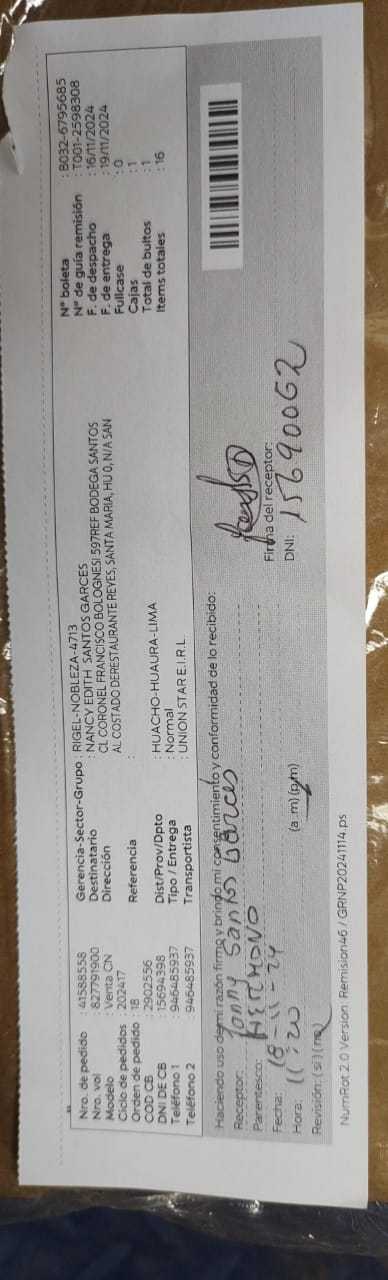 Nro. de pedido : 415888558
Nro. vol : 827791900
Modelo : Venta CN
Ciclo de pedidos : 202417
Orden de pedido : 18
COD CB : 2902556
DNI DE CB : 15694398
Teléfono 1 : 946485937
Teléfono 2 : 946485937
Gerencia-Sector-Grupo : RIGEL-NOBLEZA-4713
Destinatario : NANCY EDITH SANTOS GARCES
Dirección : CL CORONEL FRANCISCO BOLOGNESI 597REF BODEGA SANTOS
AL COSTADO DERESTAURANTE REYES, SANTA MARIA, HU 0, N/A SAN
Referencia :
Dist/Prov/Dpto : HUACHO-HUAURA-LIMA
Tipo / Entrega : Normal
Transportista : UNION STAR E.I.R.L
N° boleta : B032-6795685
N° de guía remisión : T001-2598308
F. de despacho : 16/11/2024
F. de entrega : 19/11/2024
Fullcase : 0
Cajas : 1
Total de bultos : 1
Items totales : 16
Haciendo uso de mi razón firmo y brindo mi consentimiento y conformidad de lo recibido:
Receptor: Santos Garces
Parentesco: HERMONO
Fecha: 18-11-24
Hora: 11:20 (a.m) (p.m)
Revisión: (si) (no)
Firma del receptor:
DNI: 15690062
NumRot 2.0 Version: Remision46 / GRNP20241114.ps